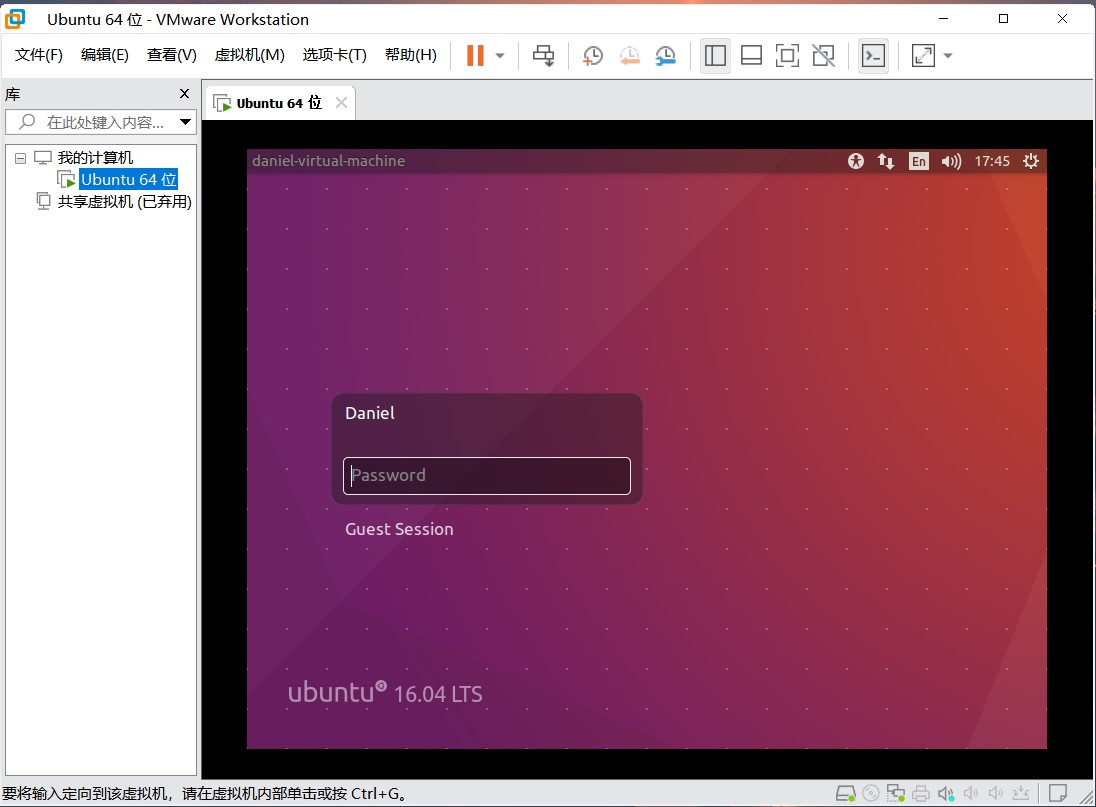 Ubuntu 64 位 - VMware Workstation
文件(F) 编辑(E) 查看(V) 虚拟机(M) 选项卡(T) 帮助(H)
库
在此处键入内容...
我的计算机
Ubuntu 64 位
共享虚拟机 (已弃用)
Ubuntu 64 位
daniel-virtual-machine En 17:45
Daniel
Password
Guest Session
ubuntu 16.04 LTS
要将输入定向到该虚拟机，请在虚拟机内部单击或按 Ctrl+G。